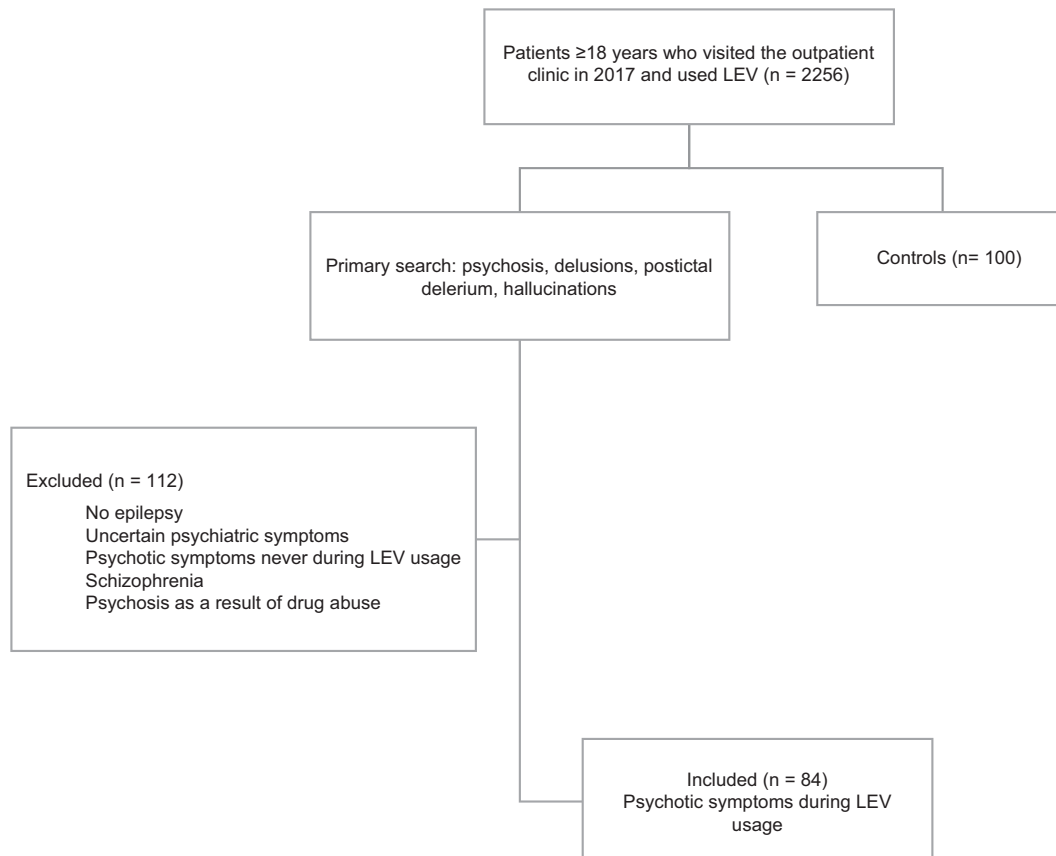 Patients ≥18 years who visited the outpatient
clinic in 2017 and used LEV (n = 2256)
Primary search: psychosis, delusions, postictal
delerium, hallucinations
Controls (n= 100)
Excluded (n = 112)
No epilepsy
Uncertain psychiatric symptoms
Psychotic symptoms never during LEV usage
Schizophrenia
Psychosis as a result of drug abuse
Included (n = 84)
Psychotic symptoms during LEV
usage